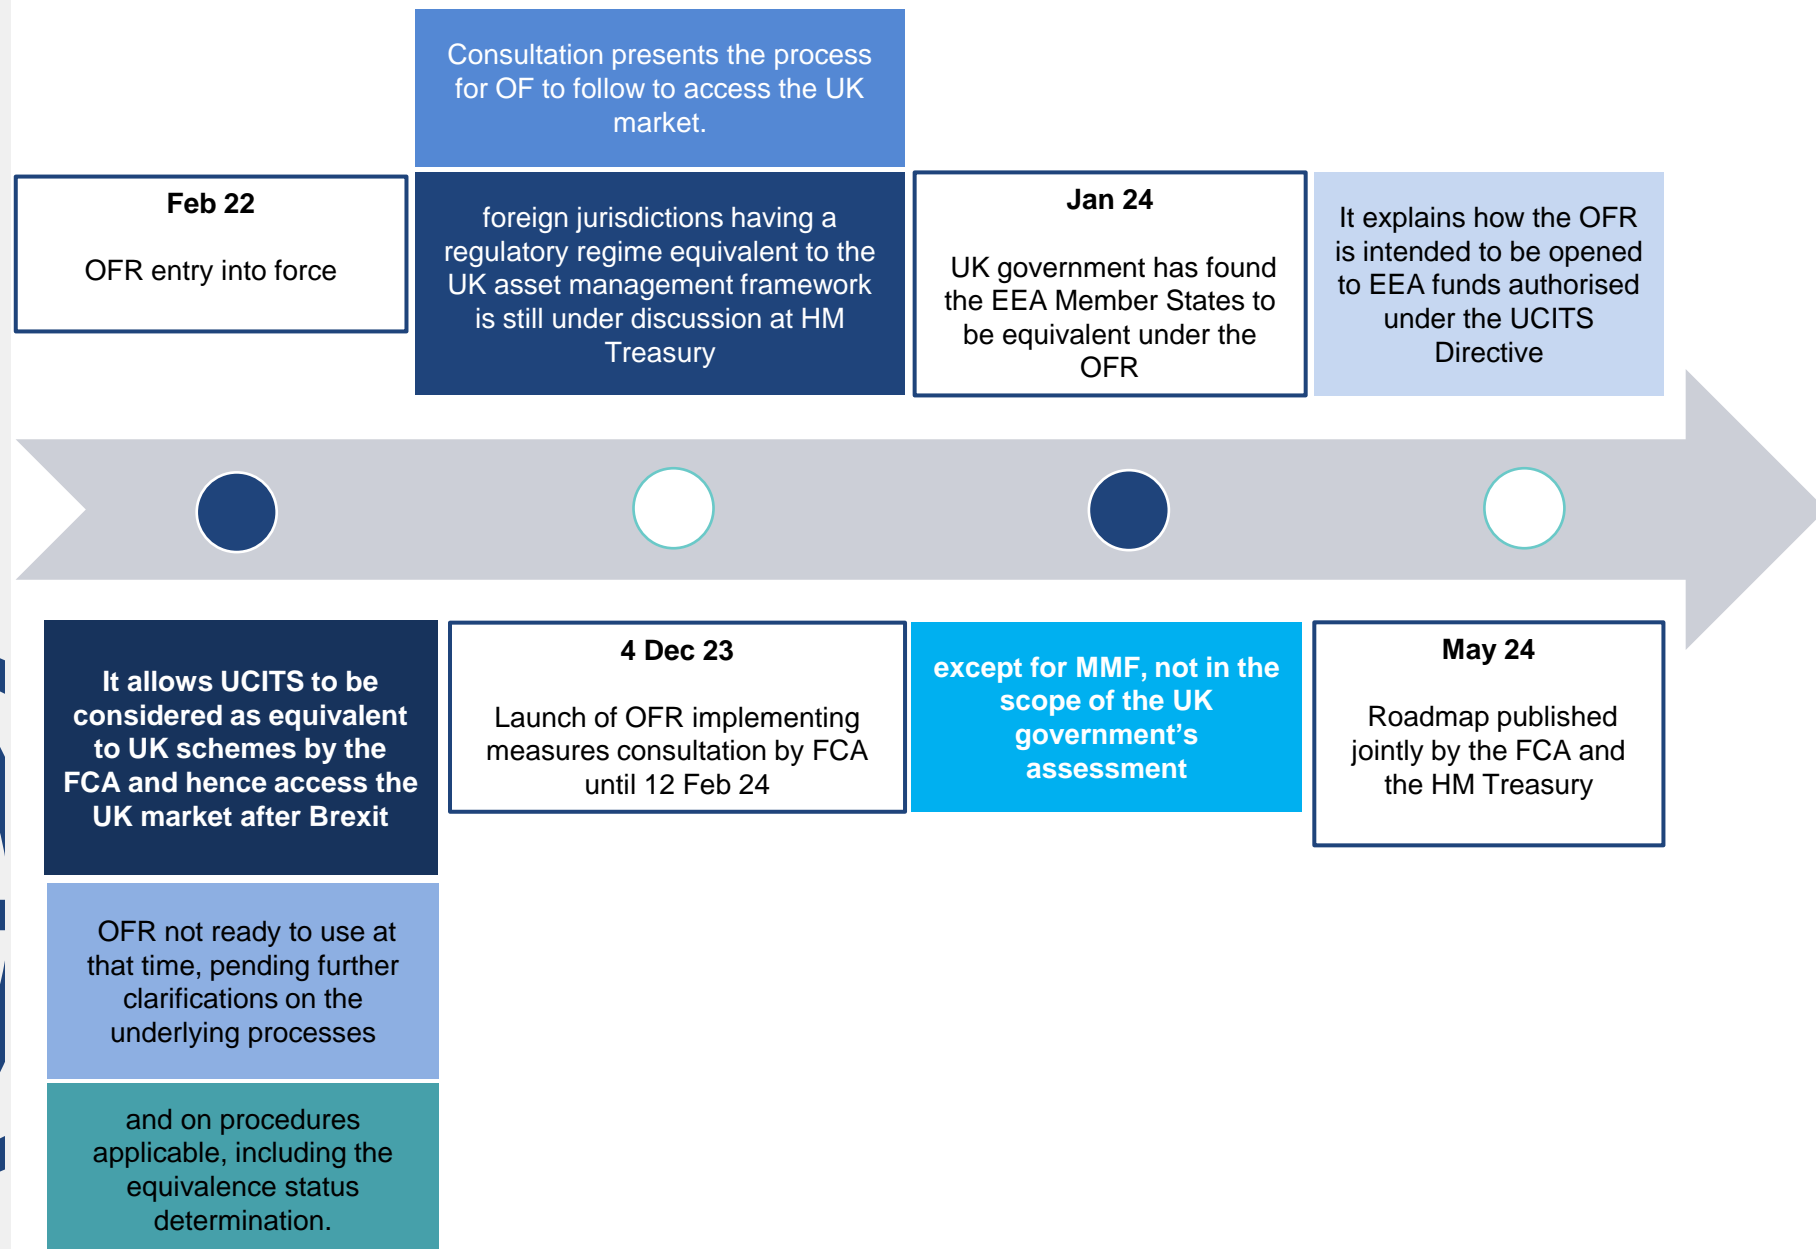 Consultation presents the process
for OF to follow to access the UK
market.
Feb 22
OFR entry into force
foreign jurisdictions having a
regulatory regime equivalent to the
UK asset management framework
is still under discussion at HM
Treasury
Jan 24
UK government has found
the EEA Member States to
be equivalent under the
OFR
It explains how the OFR
is intended to be opened
to EEA funds authorised
under the UCITS
Directive
It allows UCITS to be
considered as equivalent
to UK schemes by the
FCA and hence access the
UK market after Brexit
OFR not ready to use at
that time, pending further
clarifications on the
underlying processes
and on procedures
applicable, including the
equivalence status
determination.
4 Dec 23
Launch of OFR implementing
measures consultation by FCA
until 12 Feb 24
except for MMF, not in the
scope of the UK
government’s
assessment
May 24
Roadmap published
jointly by the FCA and
the HM Treasury